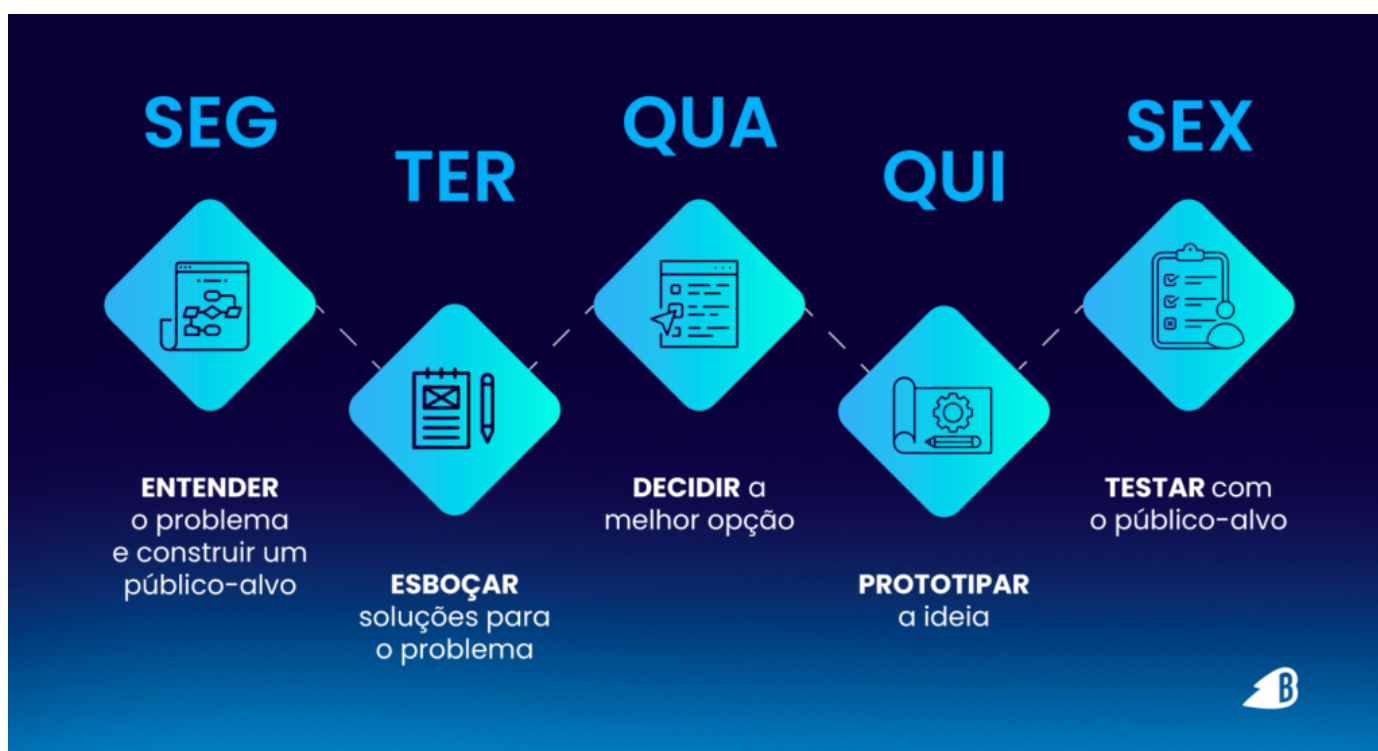 SEG
ENTENDER
o problema
e construir um
público-alvo
TER
ESBOÇAR
soluções para
o problema
QUA
DECIDIR a
melhor opção
QUI
PROTOTIPAR
a ideia
SEX
TESTAR com
o público-alvo
B